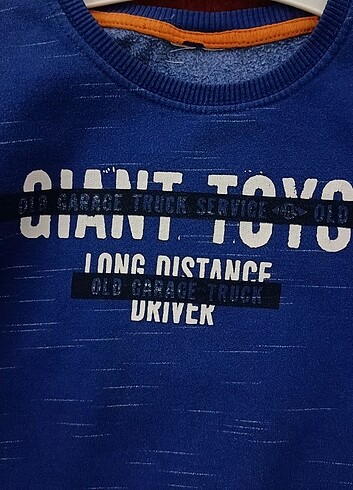 GIANT TOYS
OLD GARAGE TRUCK SERVICE OLD
LONG DISTANCE
OLD GARAGE TRUCK
DRIVER